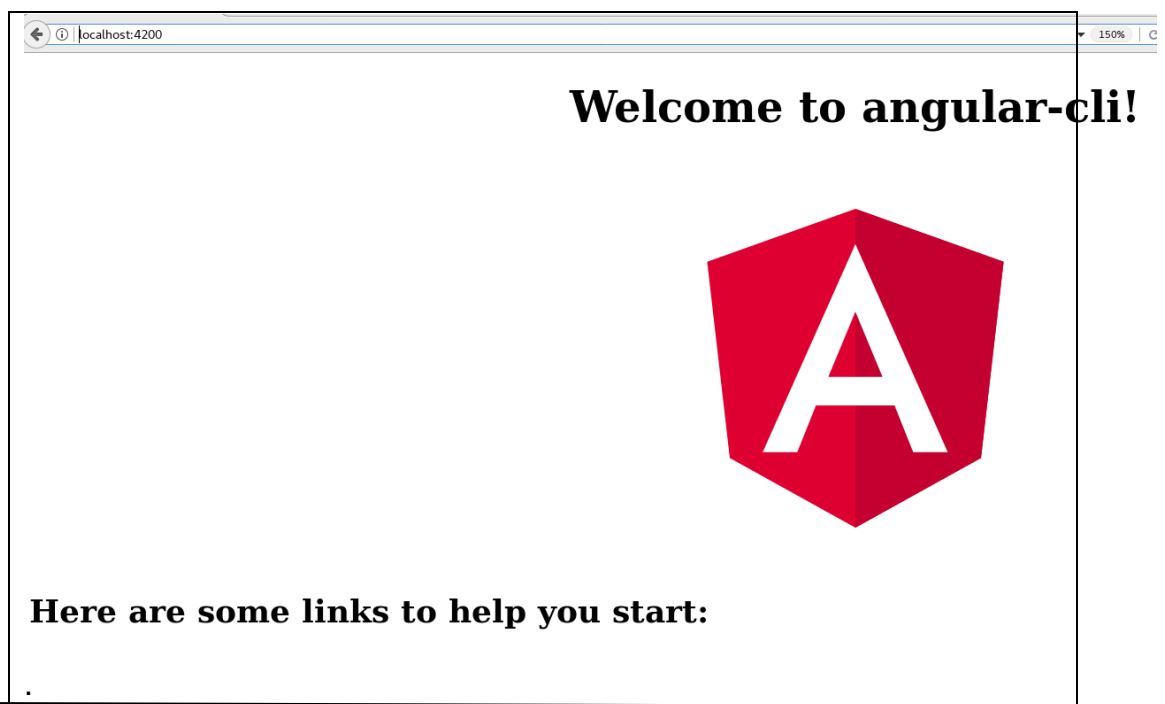 localhost:4200
150%
Welcome to angular-cli!
A
Here are some links to help you start:
.